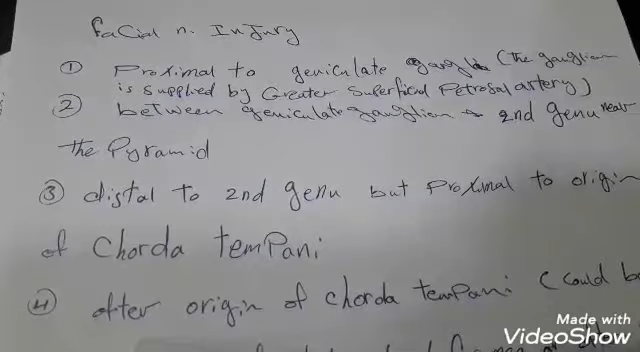 Facial n. Injury
① Proximal to geniculate (the ganglion
is supplied by Greater Superfical Petrosal artery)
② between geniculate ganglion & 2nd genu near
the Pyramid
③ distal to 2nd genu but Proximal to origin
of Chorda temPani
④ after origin of chorda temPani (could be
Made with
VideoShow